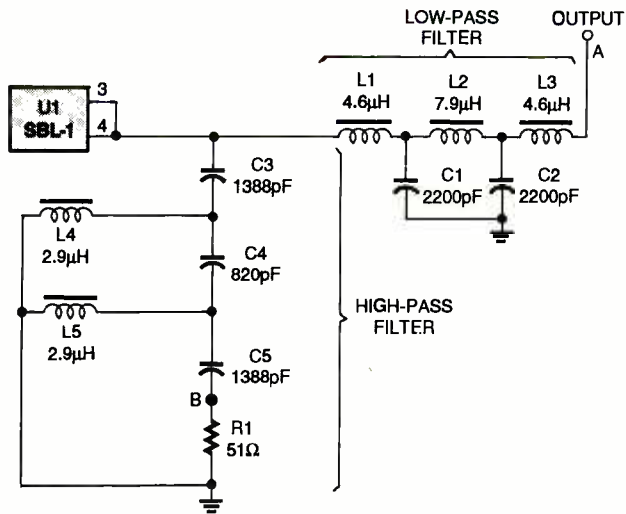 LOW-PASS
FILTER
OUTPUT
A
L1
4.6µH
L2
7.9µH
L3
4.6µH
3
U1
SBL-1
4
C3
1388pF
C1
2200pF
C2
2200pF
L4
2.9µH
C4
820pF
HIGH-PASS
FILTER
L5
2.9µH
C5
1388pF
B
R1
51Ω